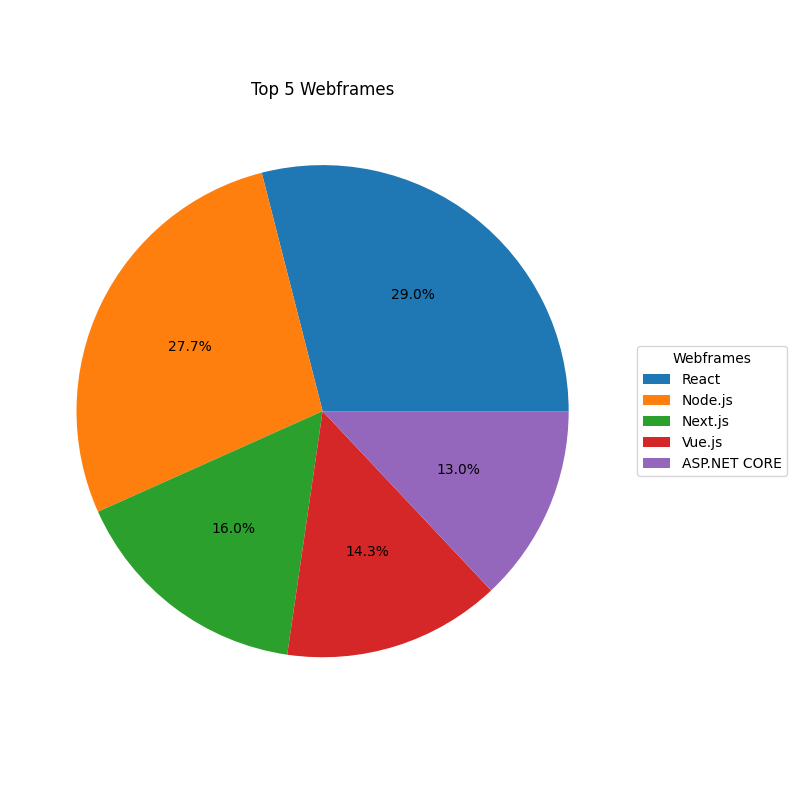 Top 5 Webframes
29.0%
27.7%
16.0%
14.3%
13.0%
Webframes
React
Node.js
Next.js
Vue.js
ASP.NET CORE